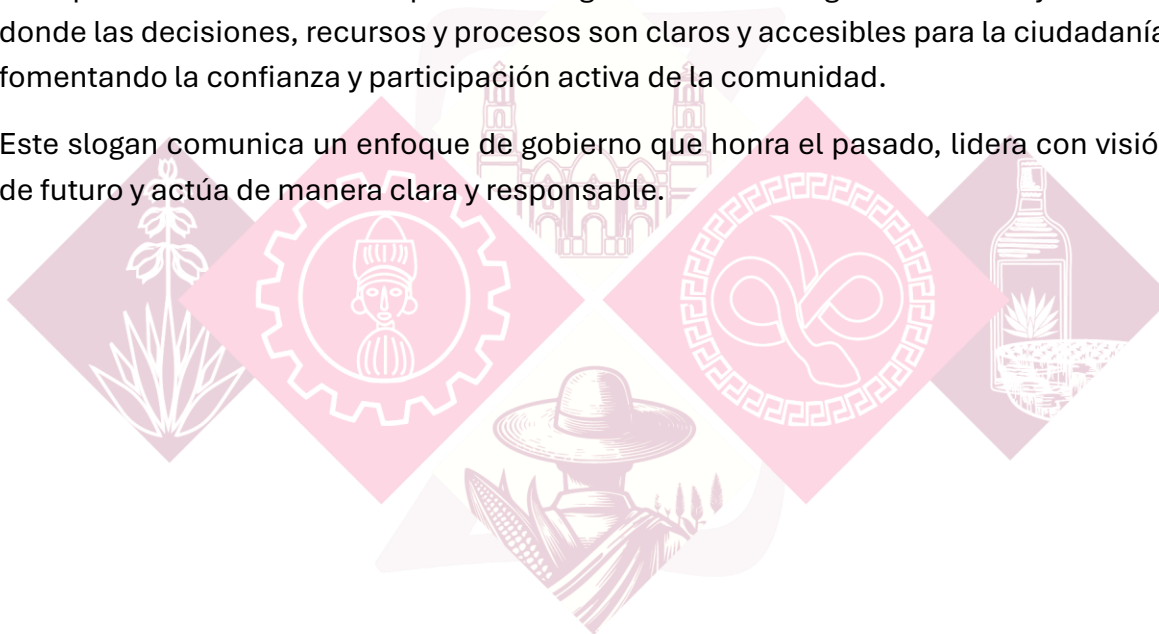 donde las decisiones, recursos y procesos son claros y accesibles para la ciudadanía
fomentando la confianza y participación activa de la comunidad.
Este slogan comunica un enfoque de gobierno que honra el pasado, lidera con visió
de futuro y actúa de manera clara y responsable.